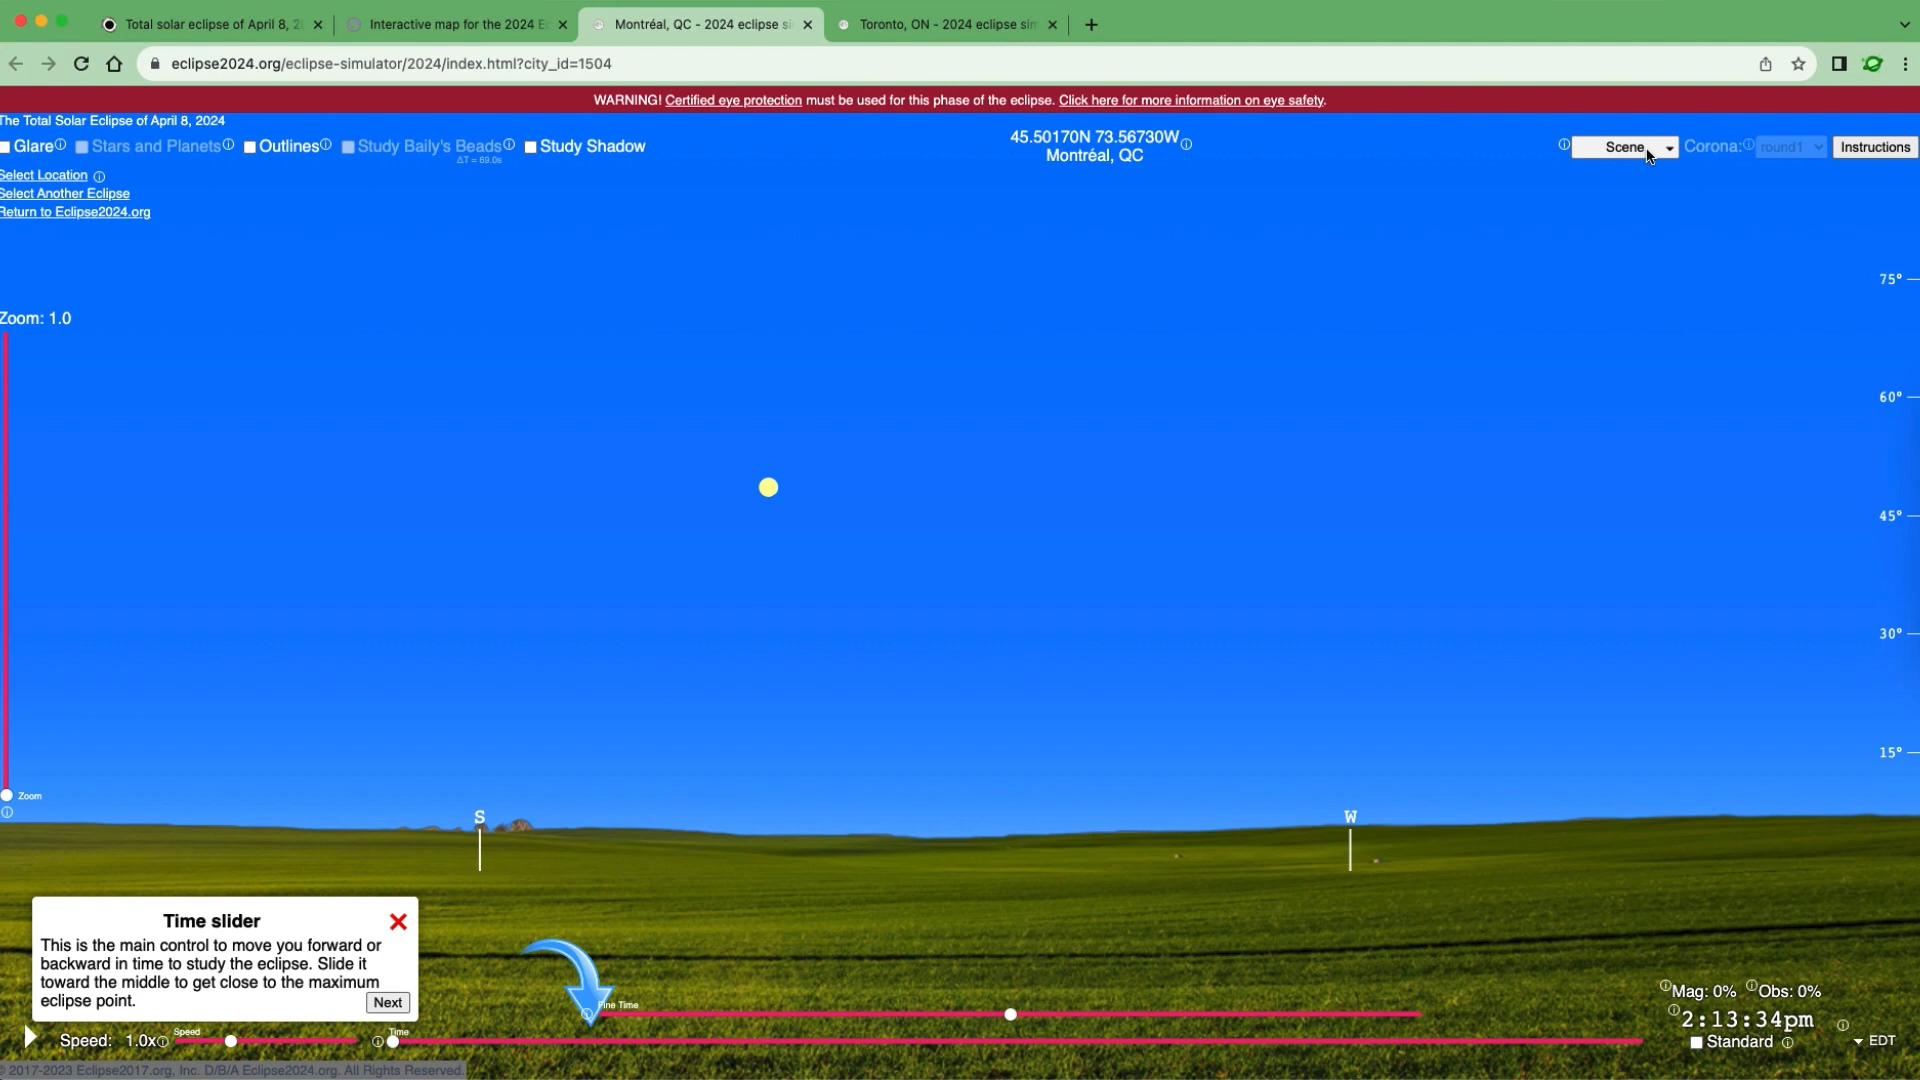 Total solar eclipse of April 8, 2
Interactive map for the 2024 E
Montréal, QC - 2024 eclipse si
Toronto, ON - 2024 eclipse sim
eclipse2024.org/eclipse-simulator/2024/index.html?city_id=1504
WARNING! Certified eye protection must be used for this phase of the eclipse. Click here for more information on eye safety.
The Total Solar Eclipse of April 8, 2024
Glare Stars and Planets Outlines Study Baily's Beads Study Shadow
ΔT = 69.0s
45.50170N 73.56730W
Montréal, QC
Scene Corona: round1 Instructions
Select Location
Select Another Eclipse
Return to Eclipse2024.org
75°
Zoom: 1.0
60°
45°
30°
15°
Zoom
S
W
Time slider
This is the main control to move you forward or
backward in time to study the eclipse. Slide it
toward the middle to get close to the maximum
eclipse point.
Next
Fine Time
Mag: 0% Obs: 0%
2:13:34pm
Speed: 1.0x
Speed
Time
Standard
EDT
© 2017-2023 Eclipse2017.org, Inc. D/B/A Eclipse2024.org. All Rights Reserved.